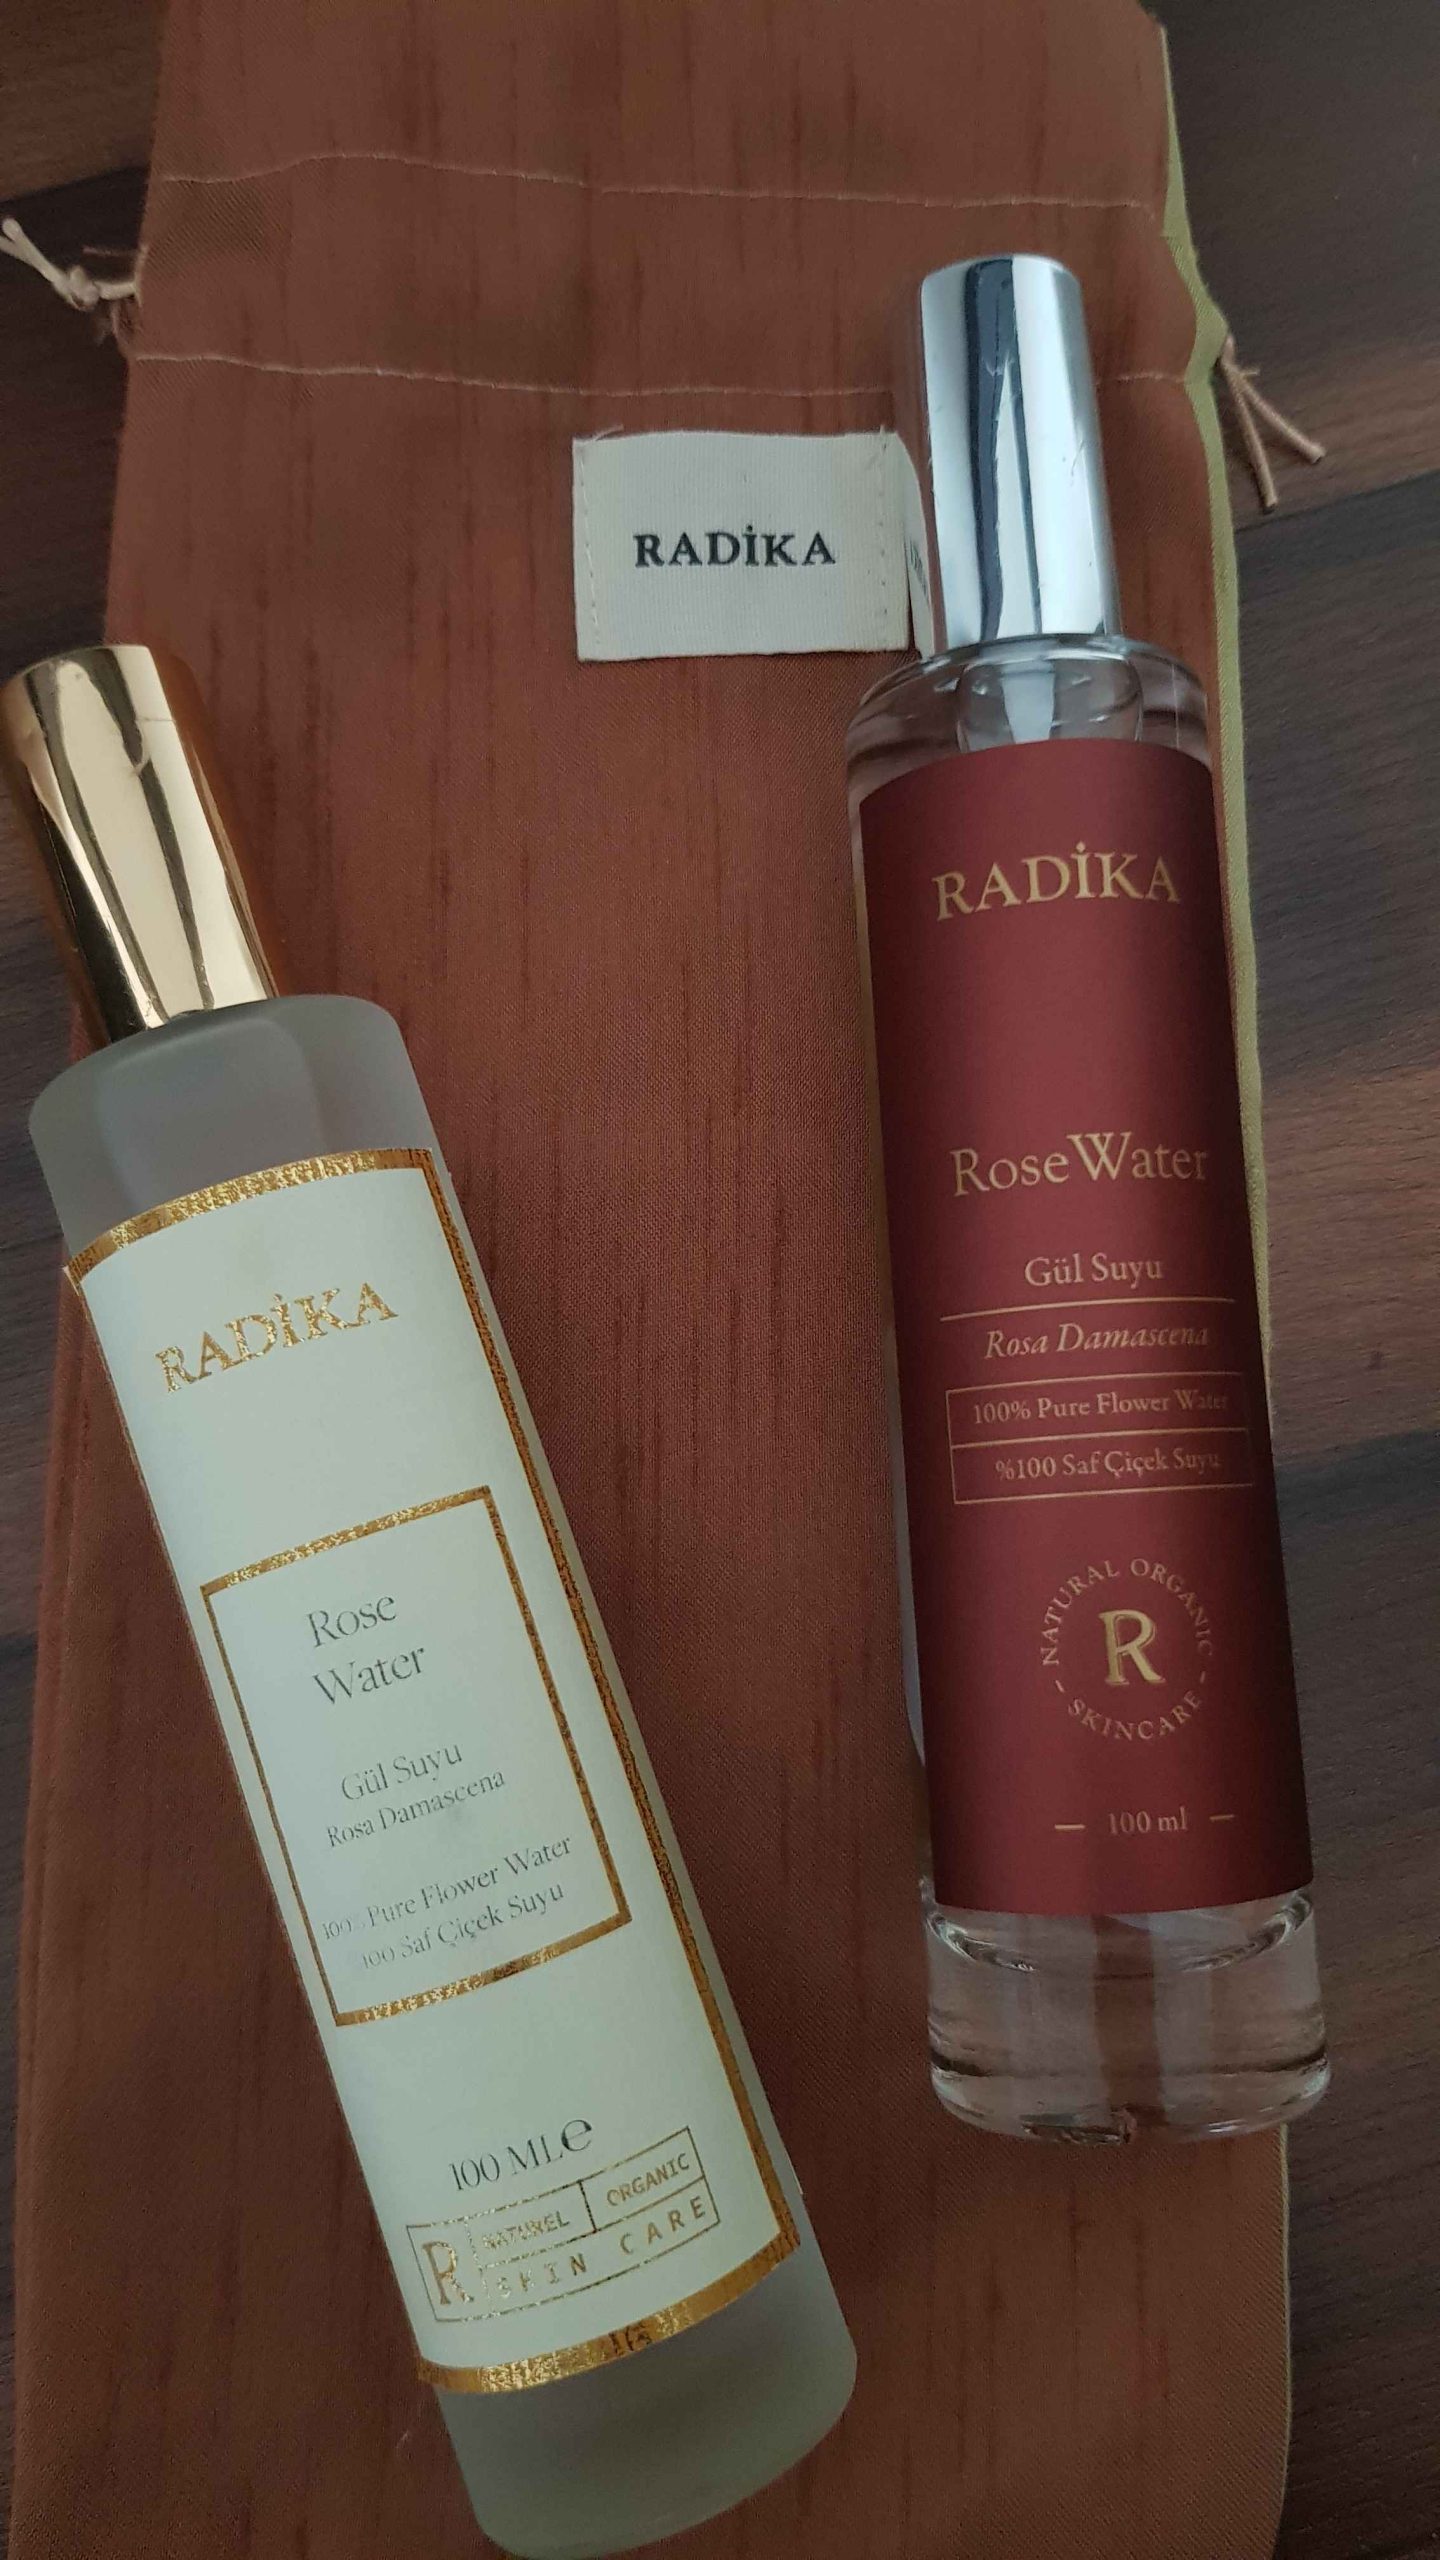 RADİKA
RADİKA
Rose Water
Gül Suyu
Rosa Damascena
100% Pure Flower Water
%100 Saf Çiçek Suyu
NATURAL ORGANIC
R
- SKINCARE -
— 100 ml —
RADİKA
Rose
Water
Gül Suyu
Rosa Damascena
100% Pure Flower Water
100 Saf Çiçek Suyu
100 ML℮
R NATUREL ORGANIC
SKIN CARE